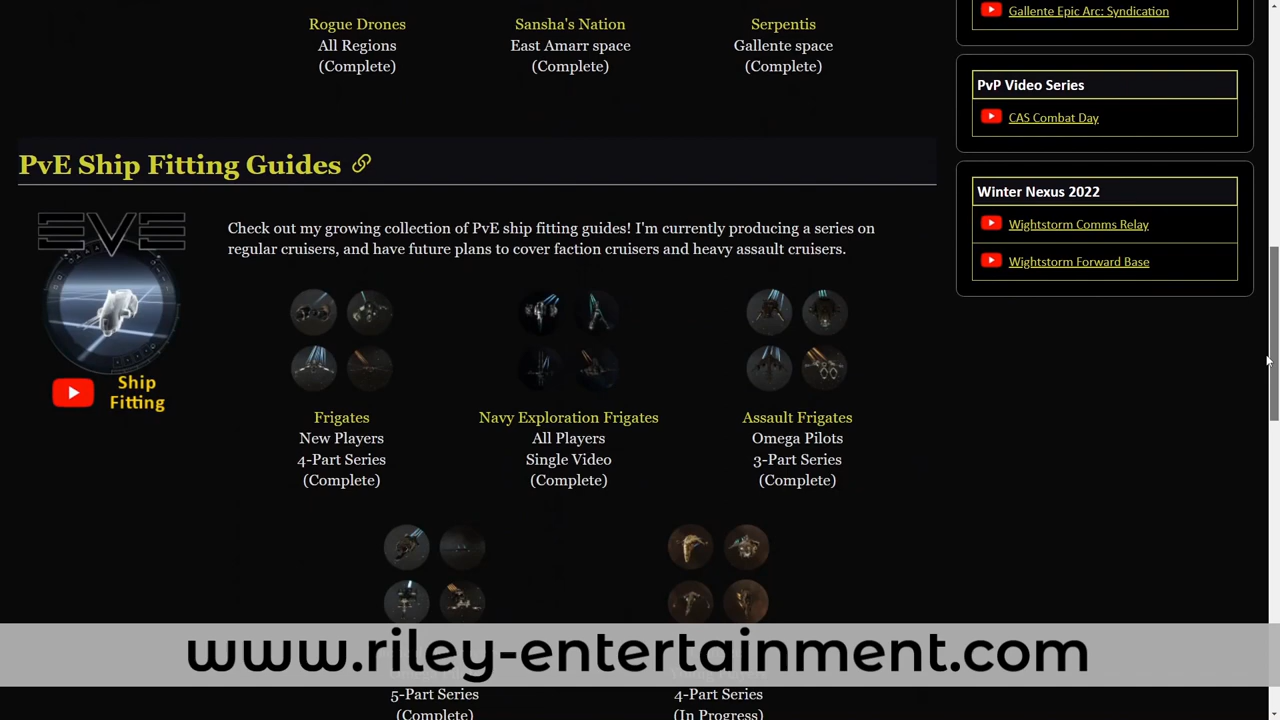 Rogue Drones
All Regions
(Complete)
Sansha's Nation
East Amarr space
(Complete)
Serpentis
Gallente space
(Complete)
PvE Ship Fitting Guides
EVE
Ship
Fitting
Check out my growing collection of PvE ship fitting guides! I'm currently producing a series on
regular cruisers, and have future plans to cover faction cruisers and heavy assault cruisers.
Frigates
New Players
4-Part Series
(Complete)
Navy Exploration Frigates
All Players
Single Video
(Complete)
Assault Frigates
Omega Pilots
3-Part Series
(Complete)
5-Part Series
(Complete)
4-Part Series
(In Progress)
Gallente Epic Arc: Syndication
PvP Video Series
CAS Combat Day
Winter Nexus 2022
Wightstorm Comms Relay
Wightstorm Forward Base
www.riley-entertainment.com